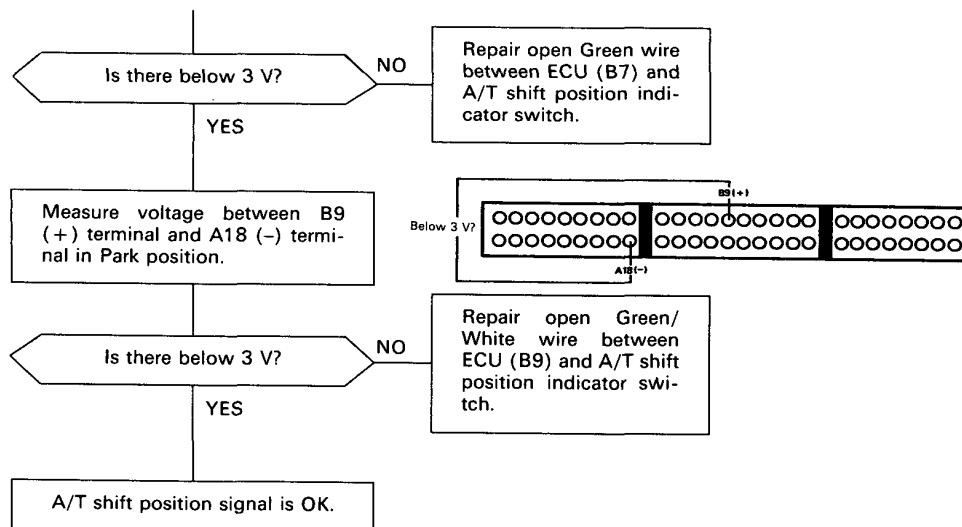 Is there below 3 V?
NO
Repair open Green wire
between ECU (B7) and
A/T shift position indi-
cator switch.
YES
Measure voltage between B9
(+) terminal and A18 (–) termi-
nal in Park position.
B9(+)
Below 3 V?
A18(–)
Is there below 3 V?
NO
Repair open Green/
White wire between
ECU (B9) and A/T shift
position indicator swi-
tch.
YES
A/T shift position signal is OK.